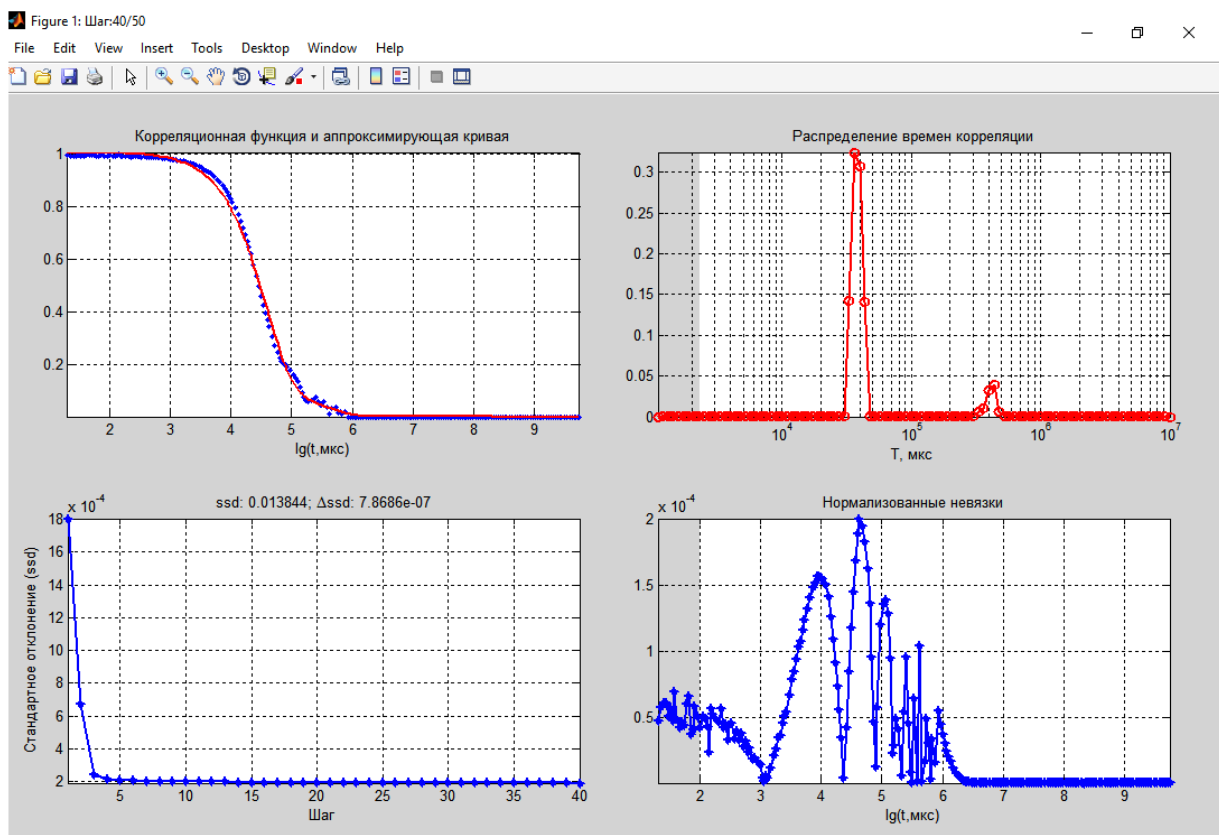 Figure 1: Шаг:40/50
File Edit View Insert Tools Desktop Window Help
Корреляционная функция и аппроксимирующая кривая
1
0.8
0.6
0.4
0.2
2 3 4 5 6 7 8 9
lg(t,мкс)
Распределение времен корреляции
0.3
0.25
0.2
0.15
0.1
0.05
0
10^4 10^5 10^6 10^7
T, мкс
ssd: 0.013844; Δssd: 7.8686e-07
x 10^-4
Стандартное отклонение (ssd)
18
16
14
12
10
8
6
4
2
5 10 15 20 25 30 35 40
Шаг
Нормализованные невязки
x 10^-4
2
1.5
1
0.5
2 3 4 5 6 7 8 9
lg(t,мкс)